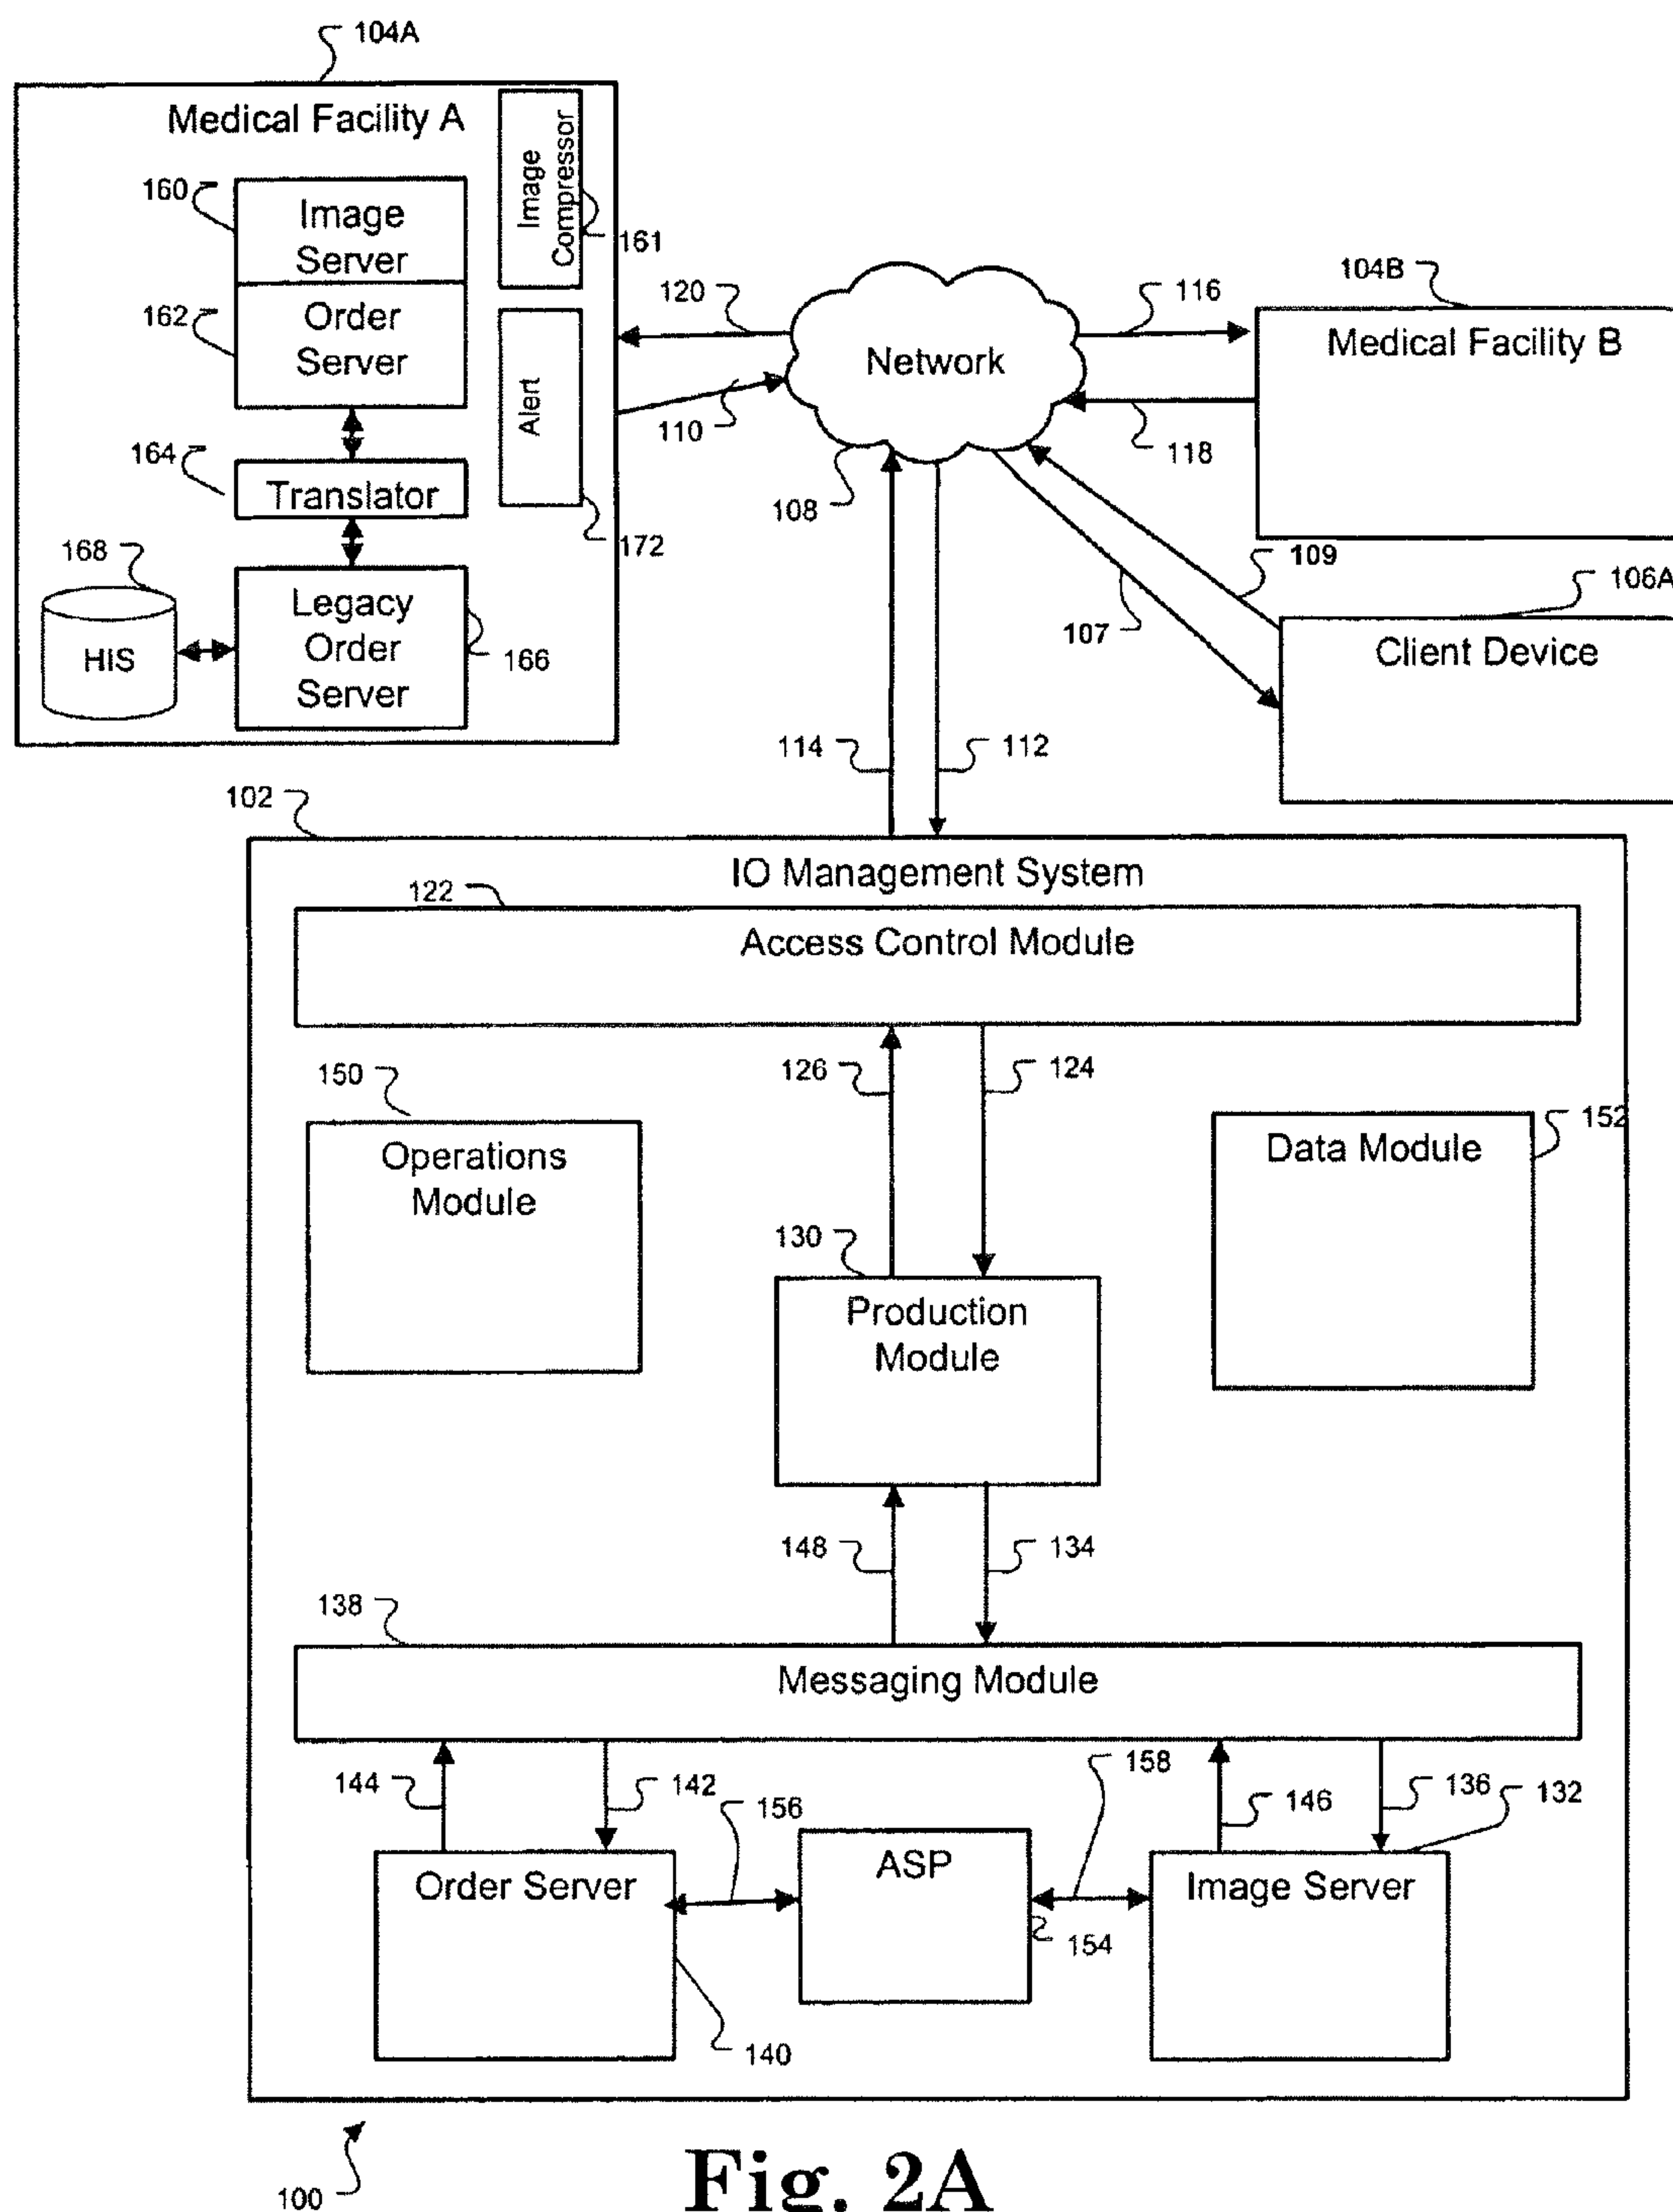 104A
Medical Facility A
Image
Compressor
160
Image
Server
161
162
Order
Server
Alert
164
Translator
172
168
HIS
Legacy
Order
Server
166
120
110
Network
108
116
118
104B
Medical Facility B
109
107
106A
Client Device
114
112
102
IO Management System
122
Access Control Module
126
124
150
Operations
Module
152
Data Module
130
Production
Module
148
134
138
Messaging Module
144
142
156
158
146
136
132
Order Server
ASP
Image Server
154
140
100
Fig. 2A